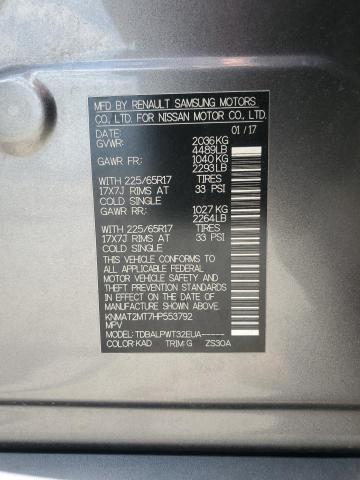 MFD BY RENAULT SAMSUNG MOTORS
CO., LTD. FOR NISSAN MOTOR CO., LTD.
DATE: 01 / 17
GVWR: 2036KG
4489LB
GAWR FR: 1040KG
2293LB
WITH 225/65R17 TIRES
17X7J RIMS AT 33 PSI
COLD SINGLE
GAWR RR: 1027KG
2264LB
WITH 225/65R17 TIRES
17X7J RIMS AT 33 PSI
COLD SINGLE
THIS VEHICLE CONFORMS TO ALL
APPLICABLE FEDERAL
MOTOR VEHICLE SAFETY
AND THEFT PREVENTION
STANDARDS IN EFFECT ON THE
DATE OF MANUFACTURE SHOWN ABOVE.
KNMAT2MT7HP553792
MPV
MODEL: TDBALPWT32EUA-----
COLOR: KAD TRIM: G ZS30A